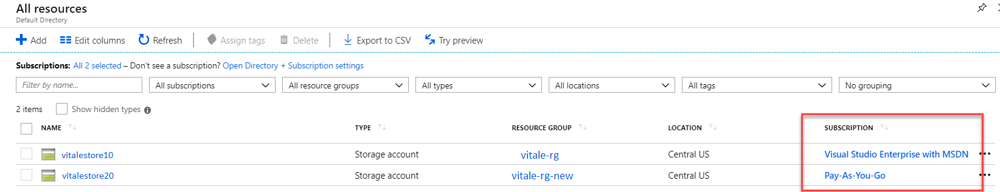 All resources
Default Directory
Add Edit columns Refresh Assign tags Delete Export to CSV Try preview
Subscriptions: All 2 selected – Don't see a subscription? Open Directory + Subscription settings
Filter by name... All subscriptions All resource groups All types All locations All tags No grouping
2 items Show hidden types
NAME TYPE RESOURCE GROUP LOCATION SUBSCRIPTION
vitalestore10 Storage account vitale-rg Central US Visual Studio Enterprise with MSDN
vitalestore20 Storage account vitale-rg-new Central US Pay-As-You-Go